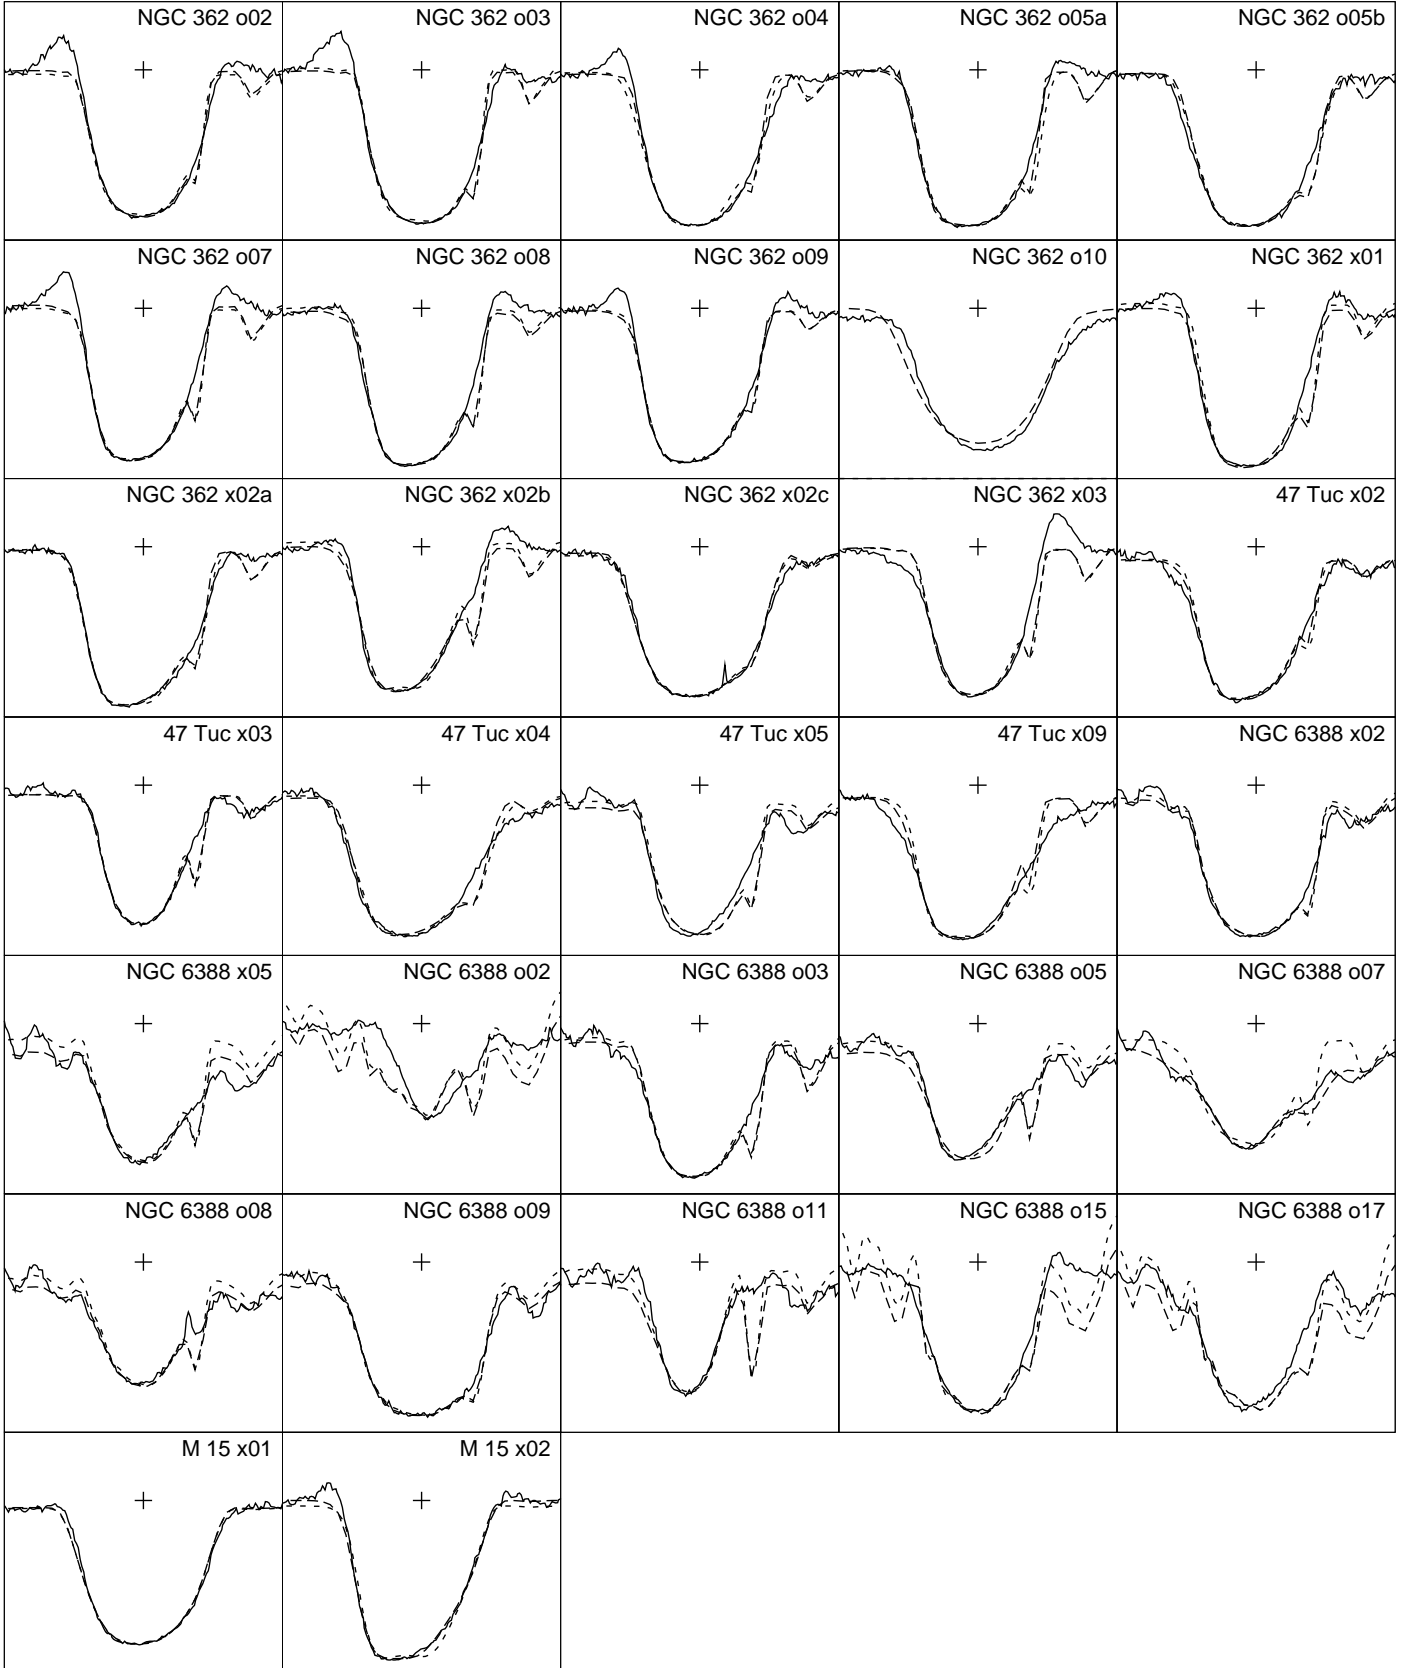 NGC 362 o02
NGC 362 o03
NGC 362 o04
NGC 362 o05a
NGC 362 o05b
NGC 362 o07
NGC 362 o08
NGC 362 o09
NGC 362 o10
NGC 362 x01
NGC 362 x02a
NGC 362 x02b
NGC 362 x02c
NGC 362 x03
47 Tuc x02
47 Tuc x03
47 Tuc x04
47 Tuc x05
47 Tuc x09
NGC 6388 x02
NGC 6388 x05
NGC 6388 o02
NGC 6388 o03
NGC 6388 o05
NGC 6388 o07
NGC 6388 o08
NGC 6388 o09
NGC 6388 o11
NGC 6388 o15
NGC 6388 o17
M 15 x01
M 15 x02